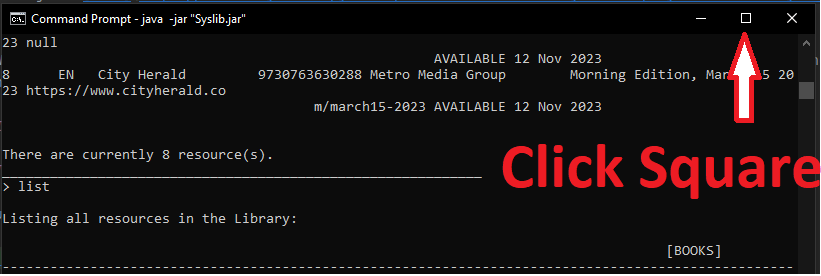 Command Prompt - java -jar "Syslib.jar"
23 null
AVAILABLE 12 Nov 2023
8 EN City Herald 9730763630288 Metro Media Group Morning Edition, Mar 5 20
23 https://www.cityherald.co
m/march15-2023 AVAILABLE 12 Nov 2023
There are currently 8 resource(s).
> list
Listing all resources in the Library:
[BOOKS]
Click Square